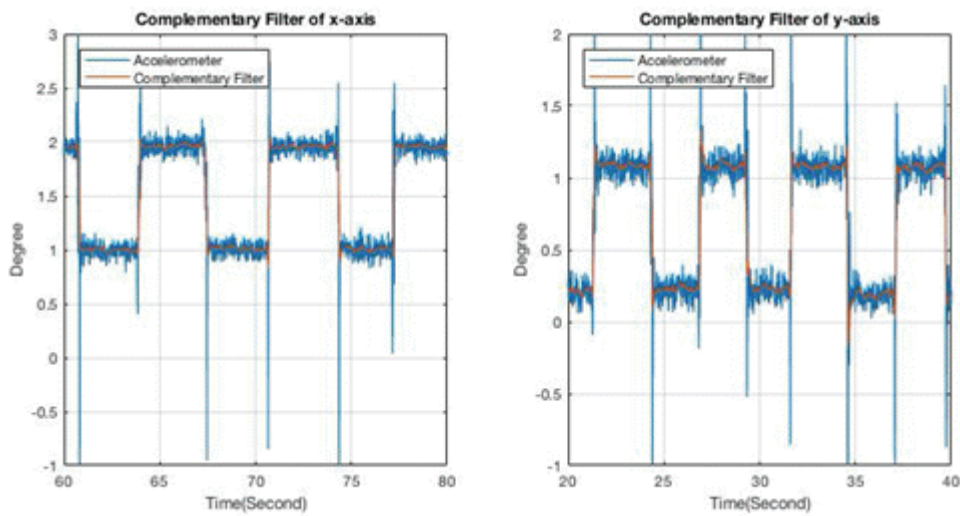 Complementary Filter of x-axis
3
2.5
2
1.5
1
0.5
0
-0.5
-1
Degree
Accelerometer
Complementary Filter
60
65
70
75
80
Time(Second)
Complementary Filter of y-axis
2
1.5
1
0.5
0
-0.5
-1
Degree
Accelerometer
Complementary Filter
20
25
30
35
40
Time(Second)